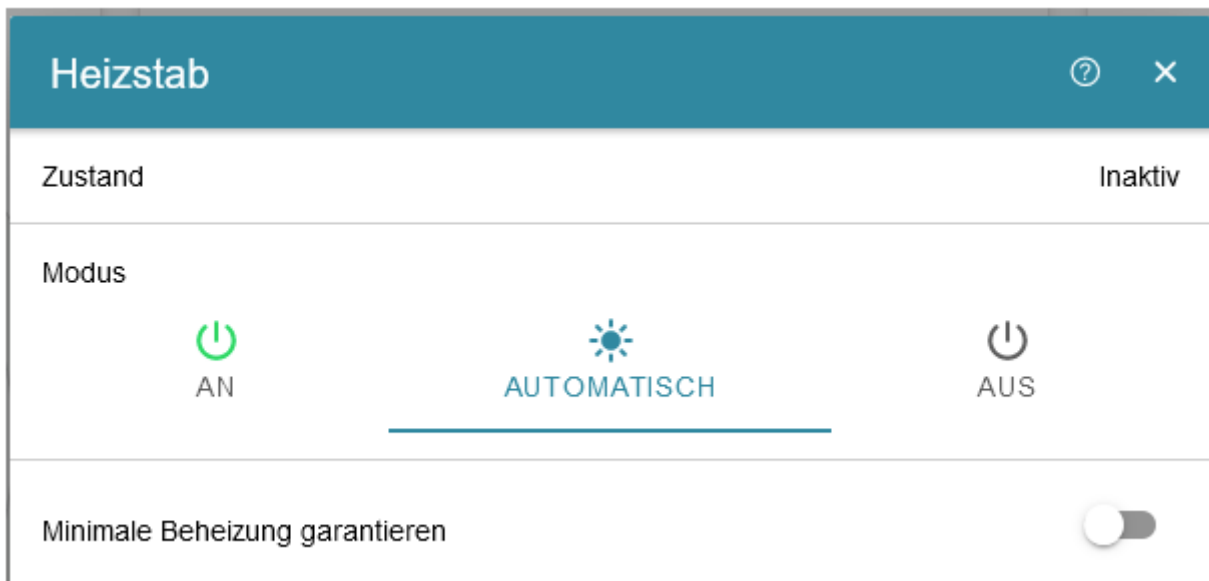 Heizstab
Zustand Inaktiv
Modus
AN AUTOMATISCH AUS
Minimale Beheizung garantieren